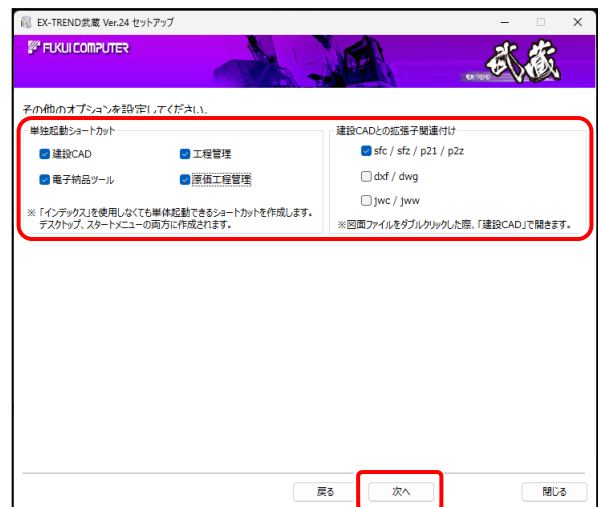 EX-TREND武蔵 Ver.24 セットアップ
FUKUI COMPUTER
EX-TREND 武蔵
その他のオプションを設定してください。
単独起動ショートカット
建設CAD
工程管理
電子納品ツール
原価工程管理
※「インデックス」を使用しなくても単体起動できるショートカットを作成します。
デスクトップ、スタートメニューの両方に作成されます。
建設CADとの拡張子関連付け
sfc / sfz / p21 / p2z
dxf / dwg
jwc / jww
※図面ファイルをダブルクリックした際、「建設CAD」で開きます。
戻る
次へ
閉じる